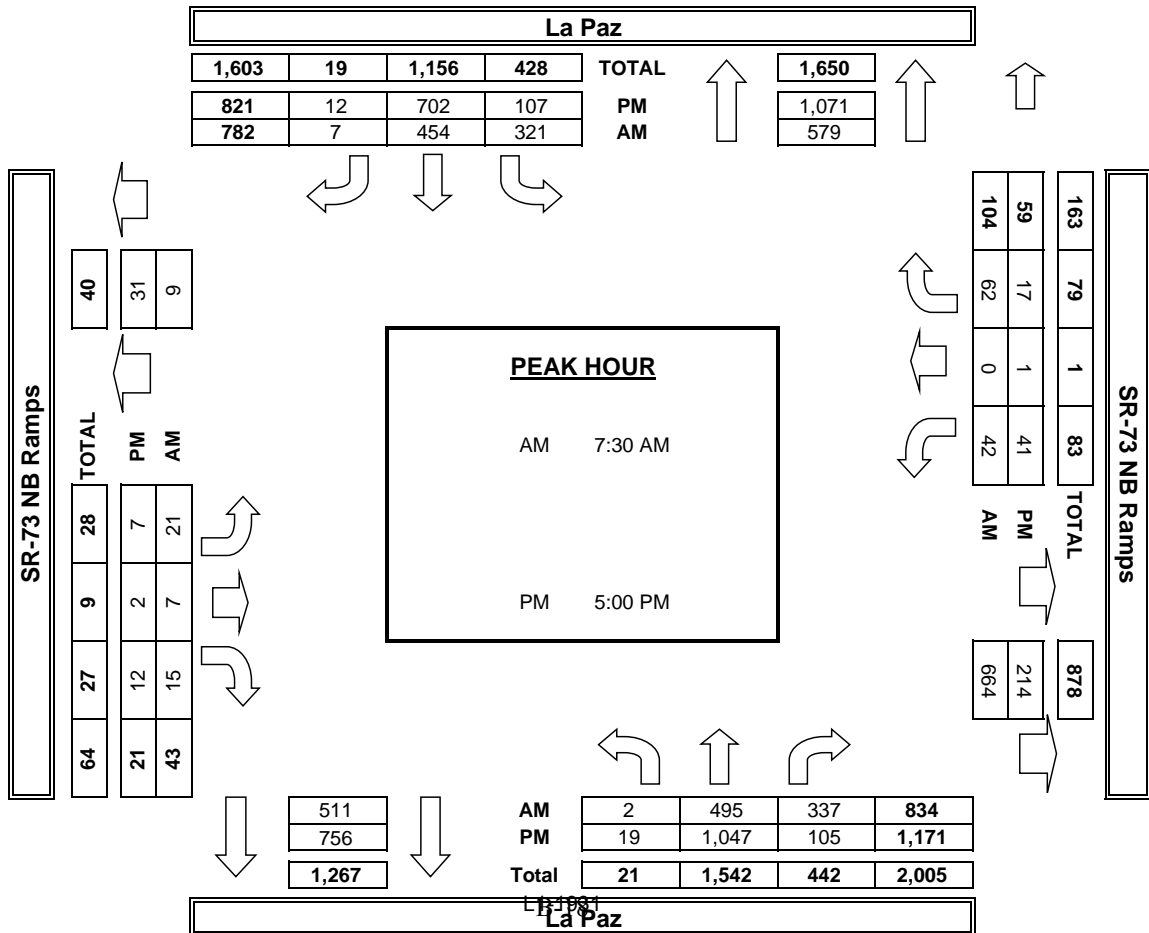 La Paz
1,603 19 1,156 428 TOTAL 1,650
821 12 702 107 PM 1,071
782 7 454 321 AM 579
SR-73 NB Ramps
40
31
9
TOTAL
PM
AM
28 9 27 64
7 2 12 21
21 7 15 43
PEAK HOUR
AM 7:30 AM
PM 5:00 PM
163 79 1 83 TOTAL
59 17 1 41 PM
104 62 0 42 AM
878
214
664
SR-73 NB Ramps
511 AM 2 495 337 834
756 PM 19 1,047 105 1,171
1,267 Total 21 1,542 442 2,005
La Paz